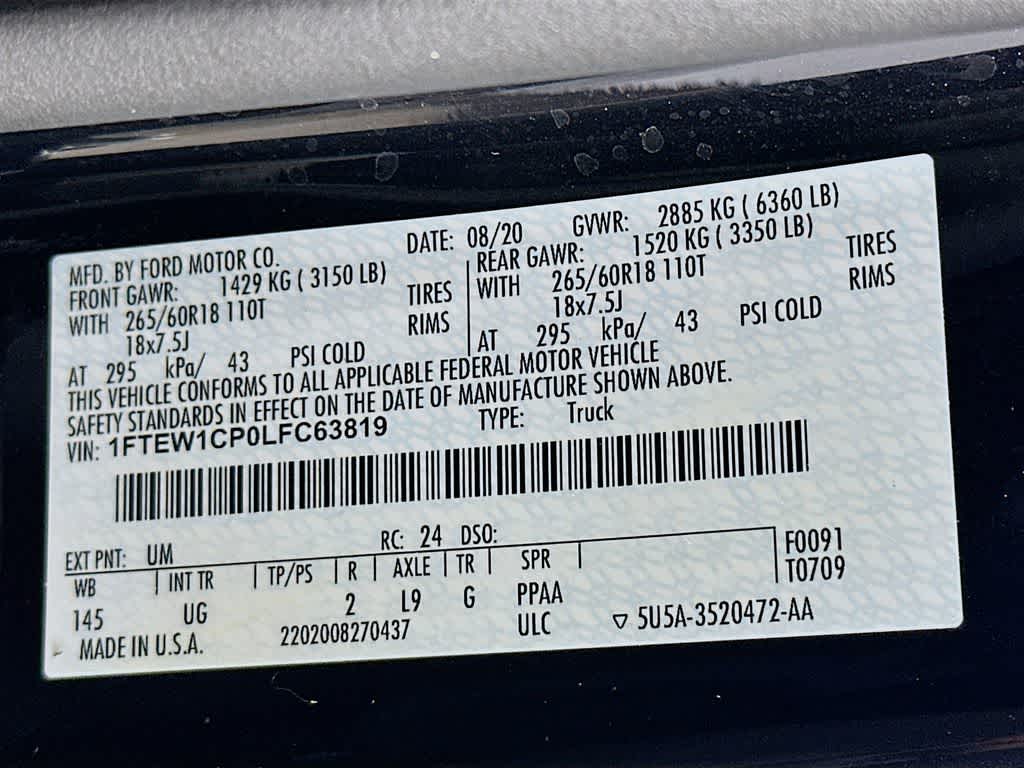 MFD. BY FORD MOTOR CO. DATE: 08/20 GVWR: 2885 KG ( 6360 LB)
FRONT GAWR: 1429 KG ( 3150 LB) REAR GAWR: 1520 KG ( 3350 LB)
WITH 265/60R18 110T TIRES WITH 265/60R18 110T TIRES
18x7.5J RIMS 18x7.5J RIMS
AT 295 kPa/ 43 PSI COLD AT 295 kPa/ 43 PSI COLD
THIS VEHICLE CONFORMS TO ALL APPLICABLE FEDERAL MOTOR VEHICLE
SAFETY STANDARDS IN EFFECT ON THE DATE OF MANUFACTURE SHOWN ABOVE.
VIN: 1FTEW1CP0LFC63819 TYPE: Truck
EXT PNT: UM RC: 24 DSO:
WB INT TR TP/PS R AXLE TR SPR F0091
T0709
145 UG 2 L9 G PPAA
MADE IN U.S.A. 2202008270437 ULC ▽ 5U5A-3520472-AA